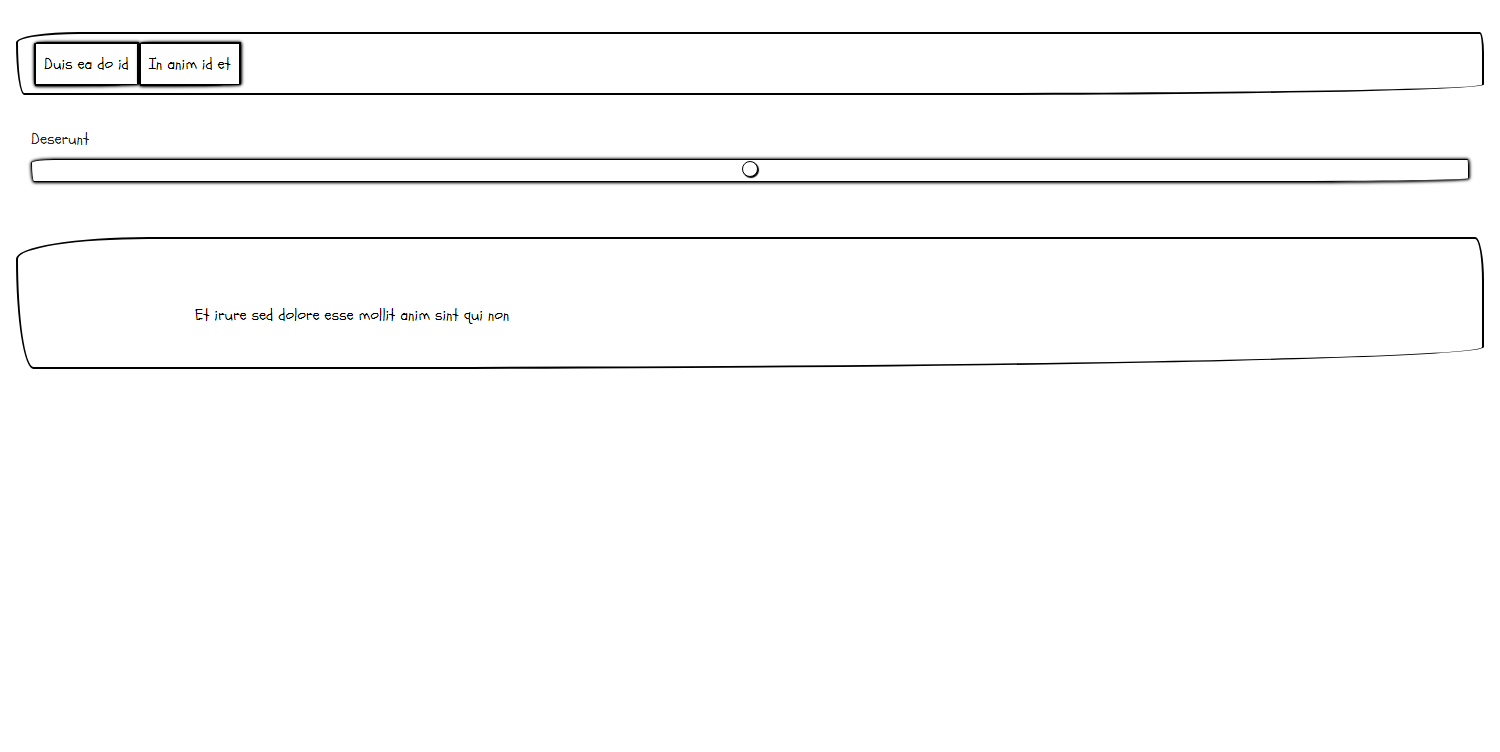 Duis ea do id
In anim id et
Deserunt
Et irure sed dolore esse mollit anim sint qui non